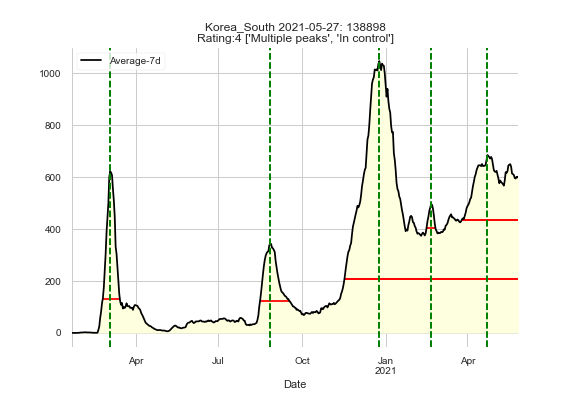 Korea_South 2021-05-27: 138898
Rating:4 ['Multiple peaks', 'In control']
Average-7d
1000
800
600
400
200
0
Apr
Jul
Oct
Jan
2021
Apr
Date